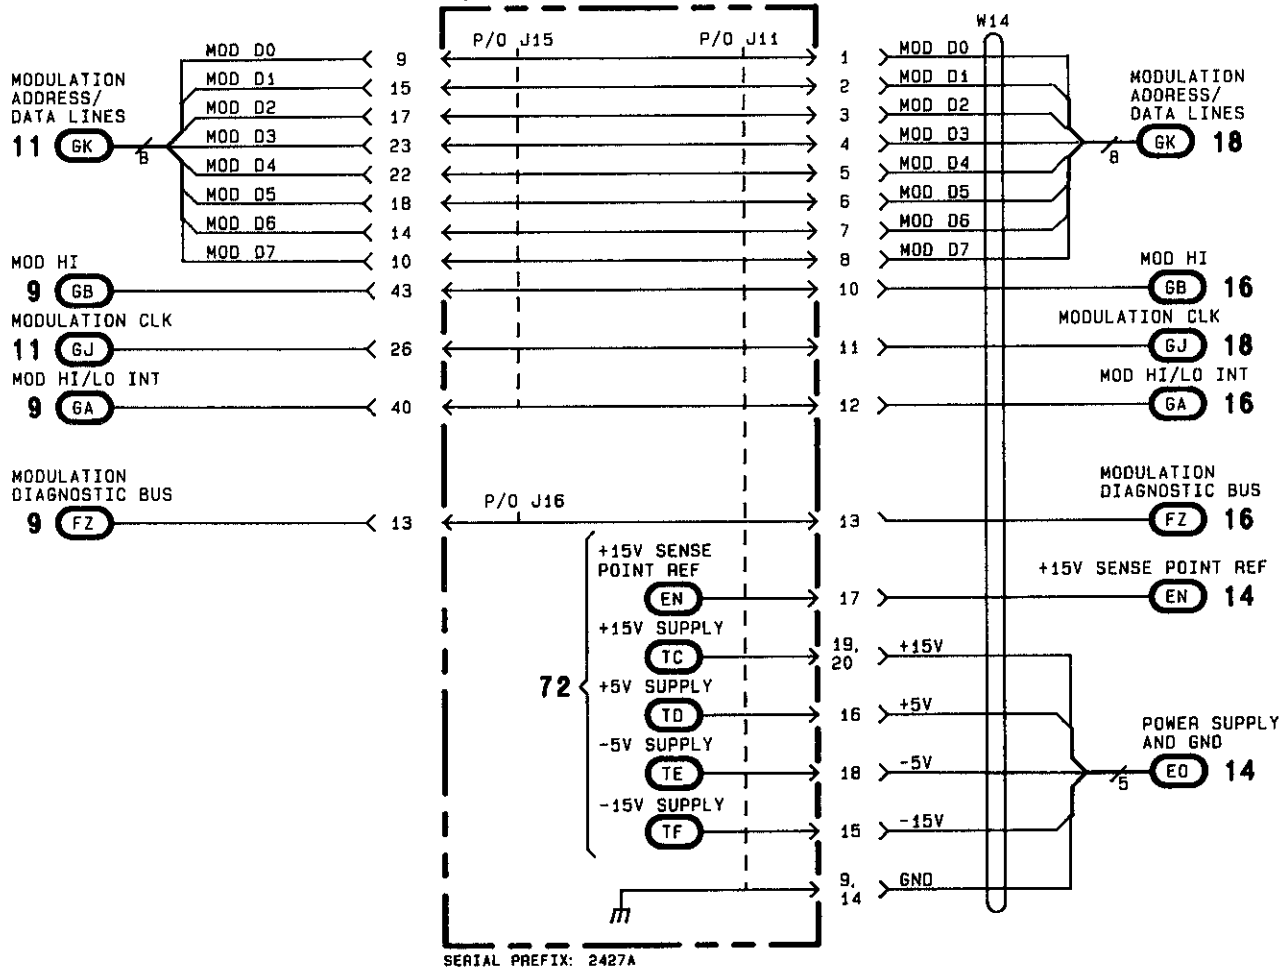 W14
P/O J15
P/O J11
MODULATION
ADDRESS/
DATA LINES
11 GK
8
MOD D0
MOD D1
MOD D2
MOD D3
MOD D4
MOD D5
MOD D6
MOD D7
9
15
17
23
22
18
14
10
1
2
3
4
5
6
7
8
MOD D0
MOD D1
MOD D2
MOD D3
MOD D4
MOD D5
MOD D6
MOD D7
MODULATION
ADDRESS/
DATA LINES
8
GK 18
MOD HI
9 GB
43
10
MOD HI
GB 16
MODULATION CLK
11 GJ
26
11
MODULATION CLK
GJ 18
MOD HI/LO INT
9 GA
40
12
MOD HI/LO INT
GA 16
MODULATION
DIAGNOSTIC BUS
9 FZ
13
P/O J16
13
MODULATION
DIAGNOSTIC BUS
FZ 16
72
+15V SENSE
POINT REF
EN
17
+15V SENSE POINT REF
EN 14
+15V SUPPLY
TC
19,
20
+15V
+5V SUPPLY
TD
16
+5V
-5V SUPPLY
TE
18
-5V
-15V SUPPLY
TF
15
-15V
9,
14
GND
POWER SUPPLY
AND GND
5
EO 14
SERIAL PREFIX: 2427A